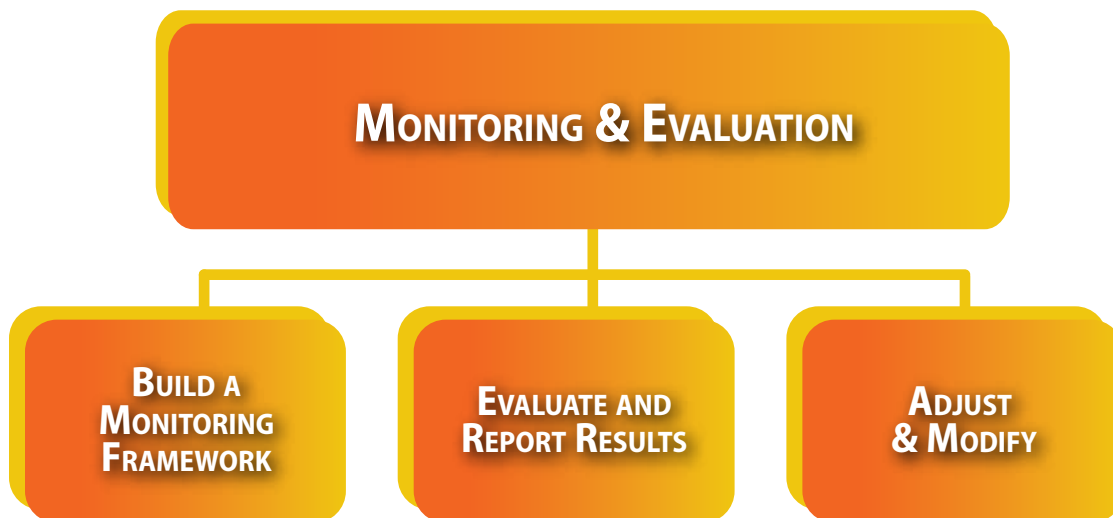 Monitoring & Evaluation
Build a
Monitoring
Framework
Evaluate and
Report Results
Adjust
& Modify